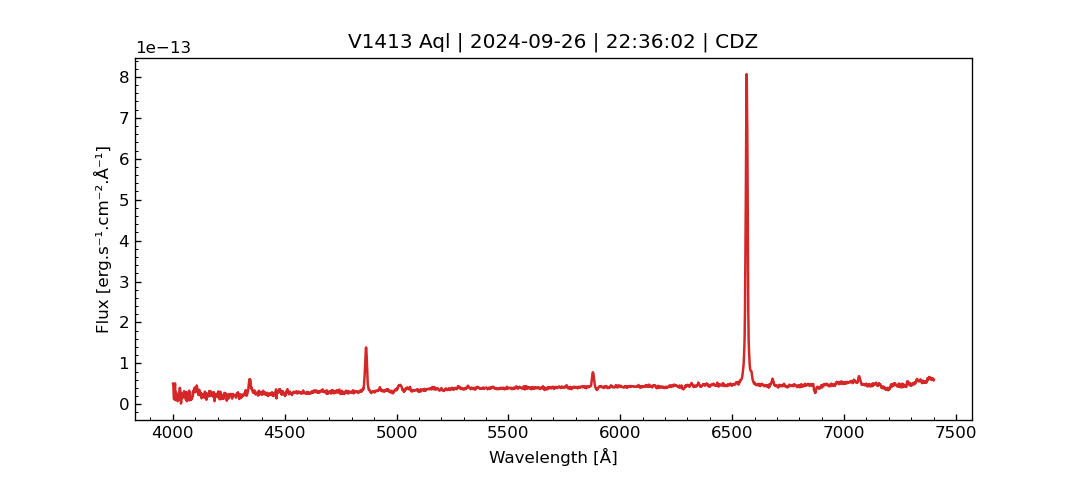 V1413 Aql | 2024-09-26 | 22:36:02 | CDZ
1e−13
Flux [erg.s⁻¹.cm⁻².Å⁻¹]
8
7
6
5
4
3
2
1
0
4000 4500 5000 5500 6000 6500 7000 7500
Wavelength [Å]